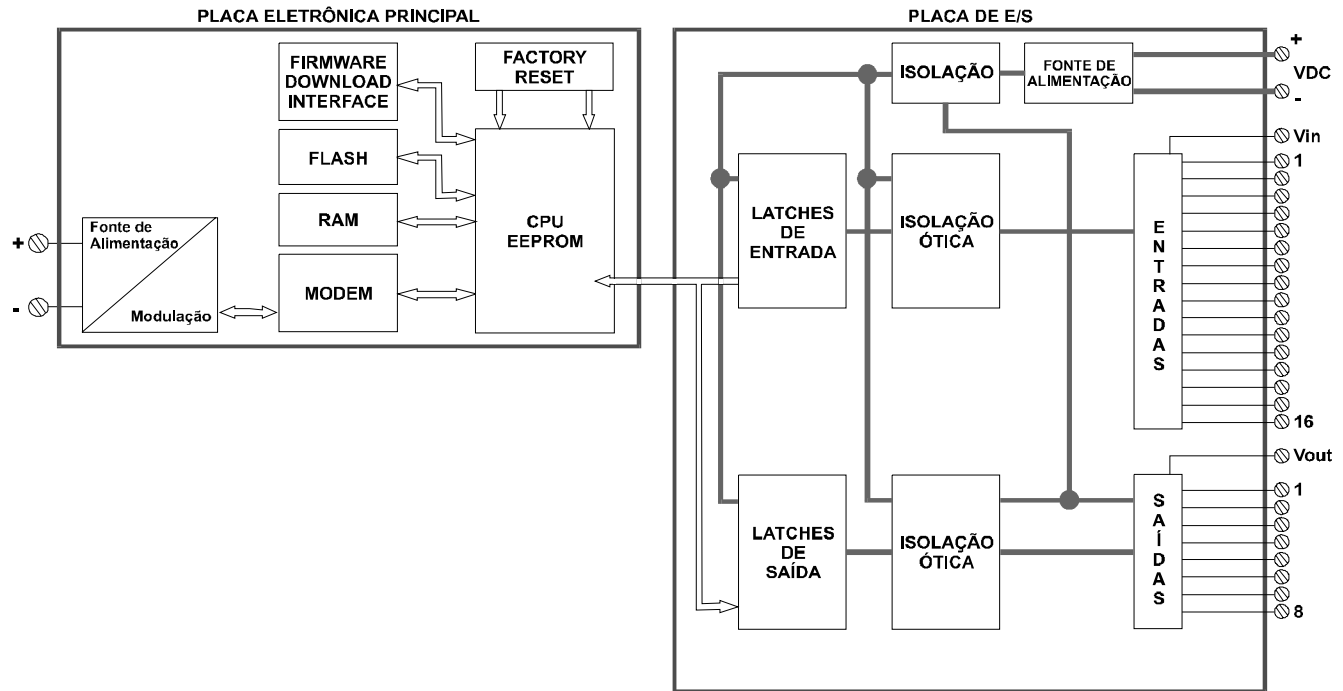 PLACA ELETRÔNICA PRINCIPAL
FIRMWARE
DOWNLOAD
INTERFACE
FACTORY
RESET
FLASH
RAM
CPU
EEPROM
MODEM
+
-
Fonte de
Alimentação
Modulação
PLACA DE E/S
ISOLAÇÃO
FONTE DE
ALIMENTAÇÃO
+
VDC
-
LATCHES
DE
ENTRADA
ISOLAÇÃO
ÓTICA
ENTRADAS
Vin
1
16
LATCHES
DE
SAÍDA
ISOLAÇÃO
ÓTICA
SAÍDAS
Vout
1
8